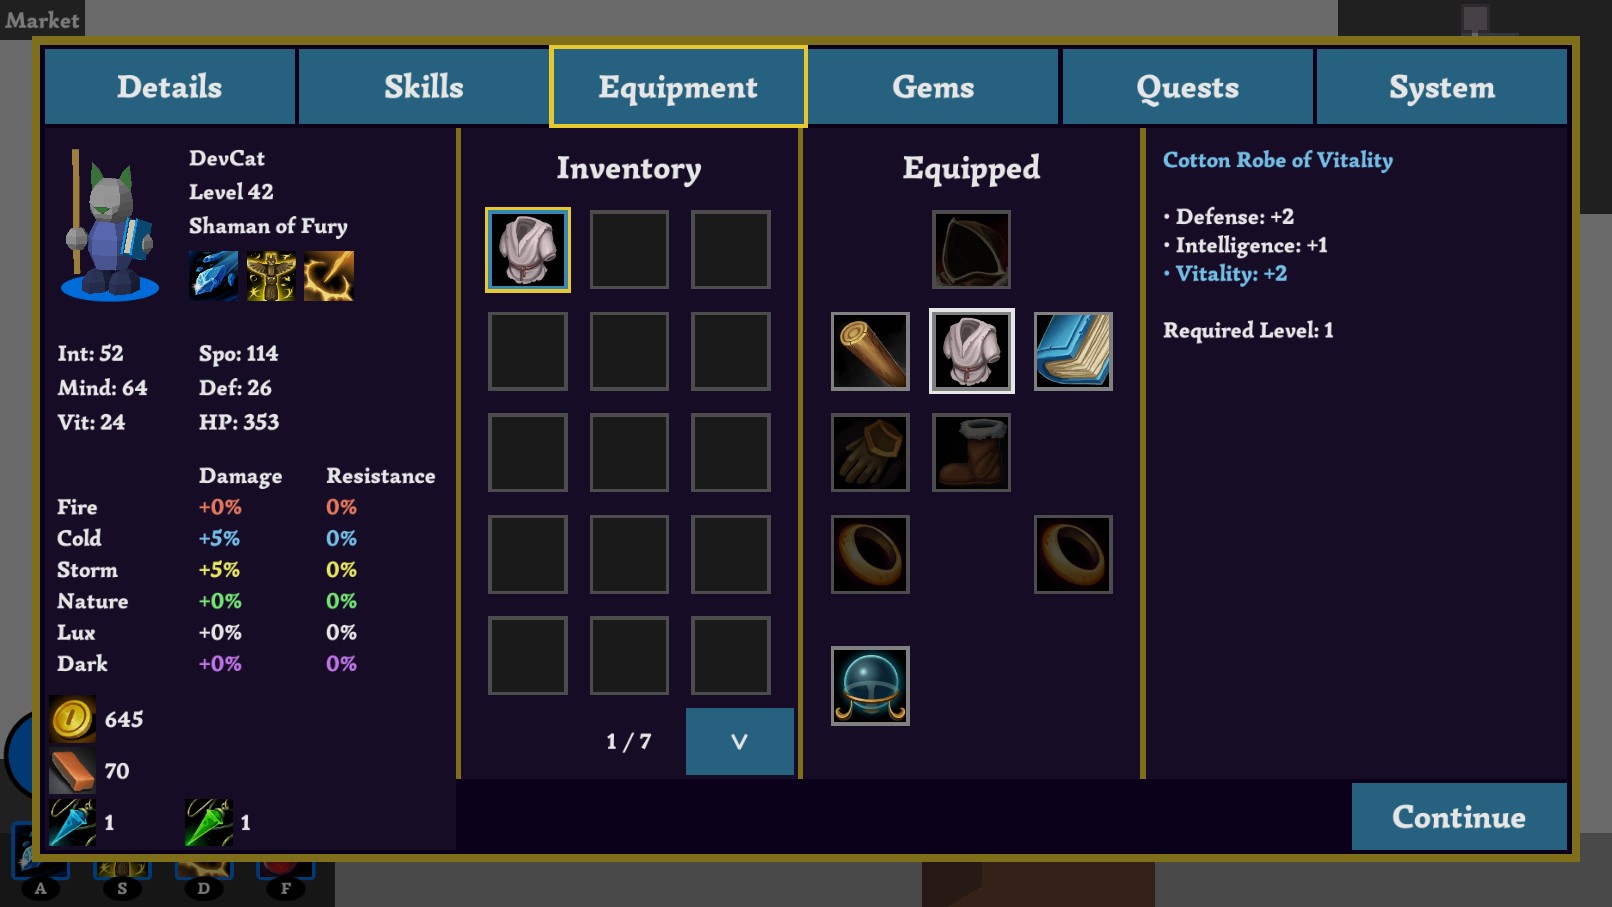 Market
Details Skills Equipment Gems Quests System
DevCat
Level 42
Shaman of Fury
Int: 52 Spo: 114
Mind: 64 Def: 26
Vit: 24 HP: 353
Damage Resistance
Fire +0% 0%
Cold +5% 0%
Storm +5% 0%
Nature +0% 0%
Lux +0% 0%
Dark +0% 0%
645
70
1 1
Inventory
1 / 7 V
Equipped
Cotton Robe of Vitality
• Defense: +2
• Intelligence: +1
• Vitality: +2
Required Level: 1
Continue
A S D F